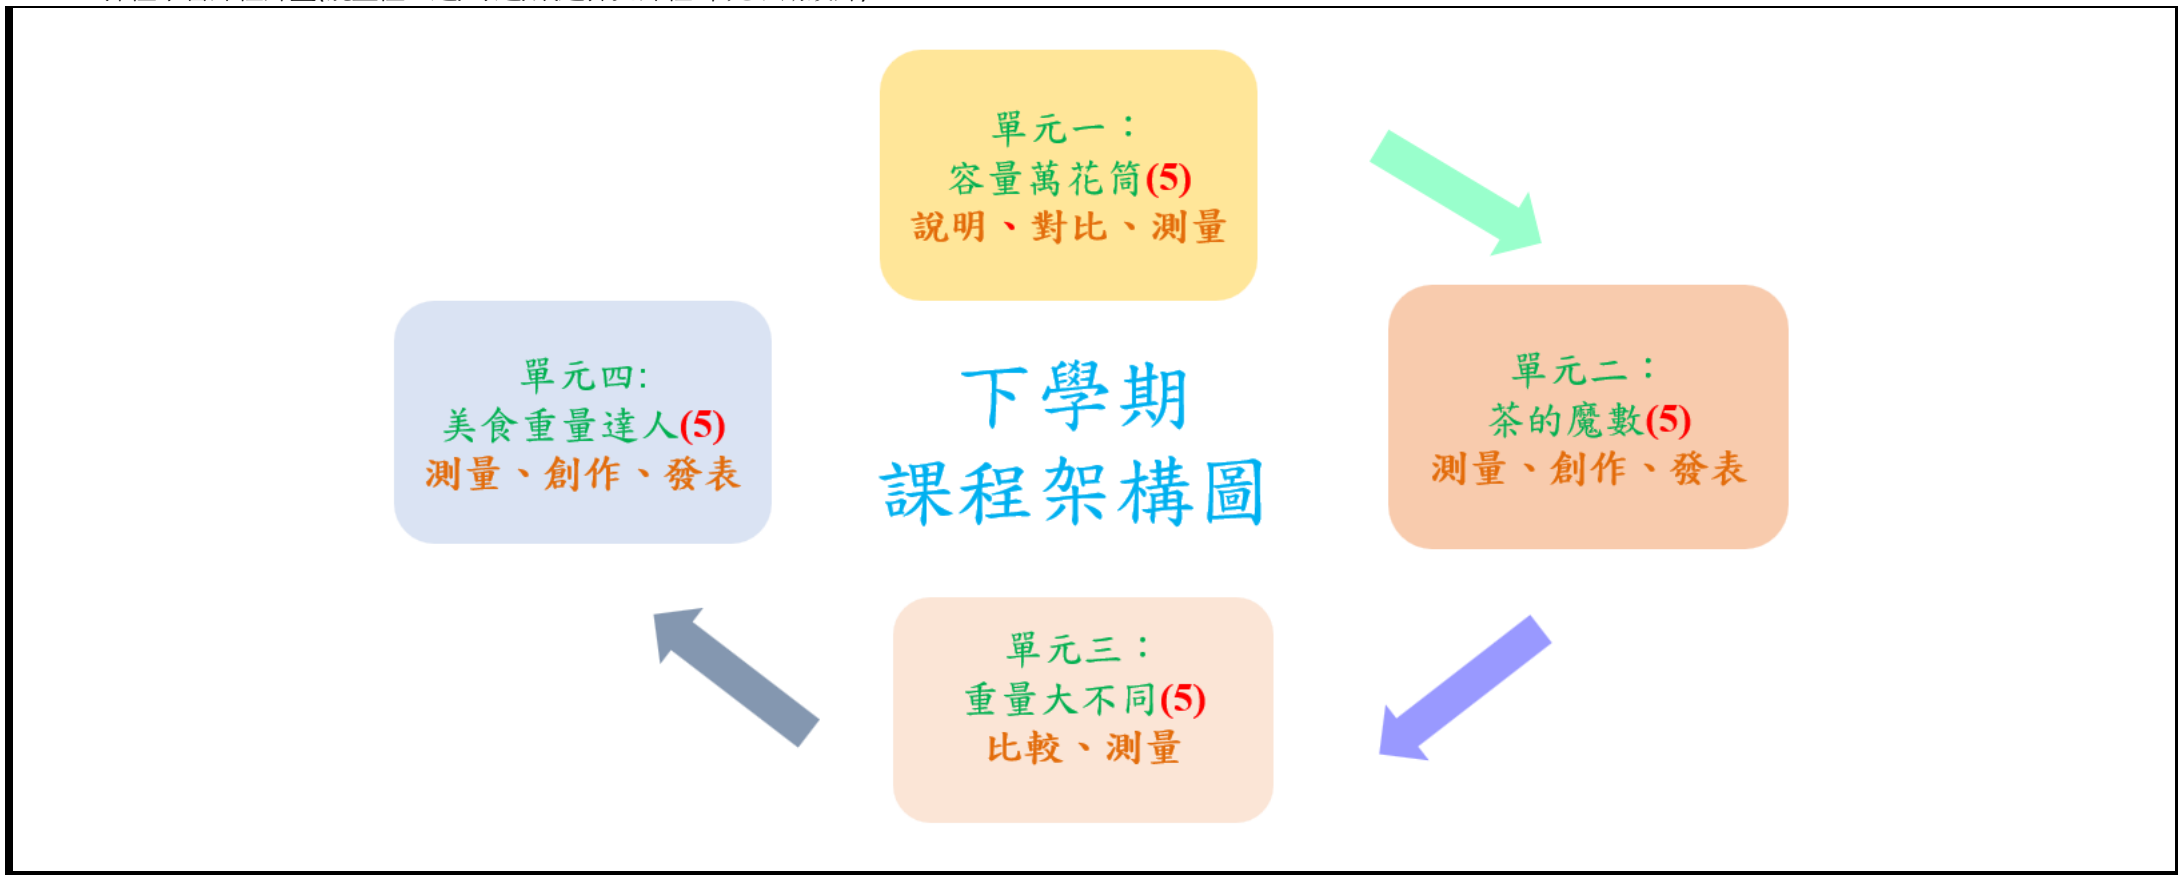 單元一：
容量萬花筒(5)
說明、對比、測量
單元二：
茶的魔數(5)
測量、創作、發表
單元三：
重量大不同(5)
比較、測量
單元四:
美食重量達人(5)
測量、創作、發表
下學期
課程架構圖